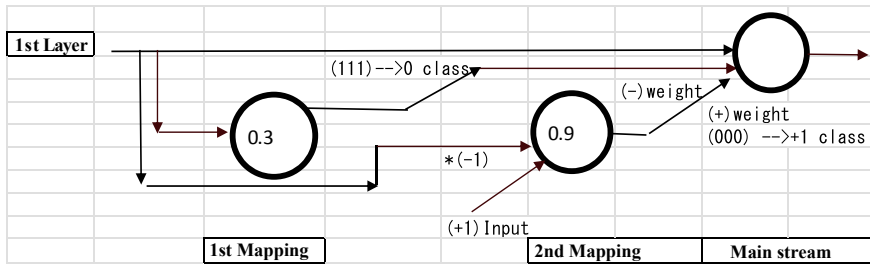 1st Layer
(111)-->0 class
(-)weight
(+)weight
(000) -->+1 class
0.3
0.9
*(-1)
(+1)Input
1st Mapping
2nd Mapping
Main stream